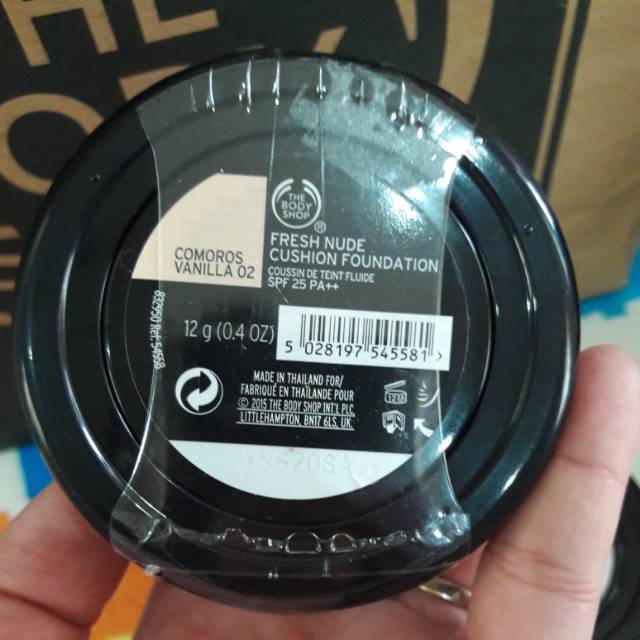 THE
BODY
SHOP
®
FRESH NUDE
CUSHION FOUNDATION
COUSSIN DE TEINT FLUIDE
SPF 25 PA++
COMOROS
VANILLA 02
12 g (0.4 OZ)
5 028197 545581 >
MADE IN THAILAND FOR/
FABRIQUÉ EN THAÏLANDE POUR
© 2015 THE BODY SHOP INT'L PLC
LITTLEHAMPTON, BN17 6LS, UK
12M